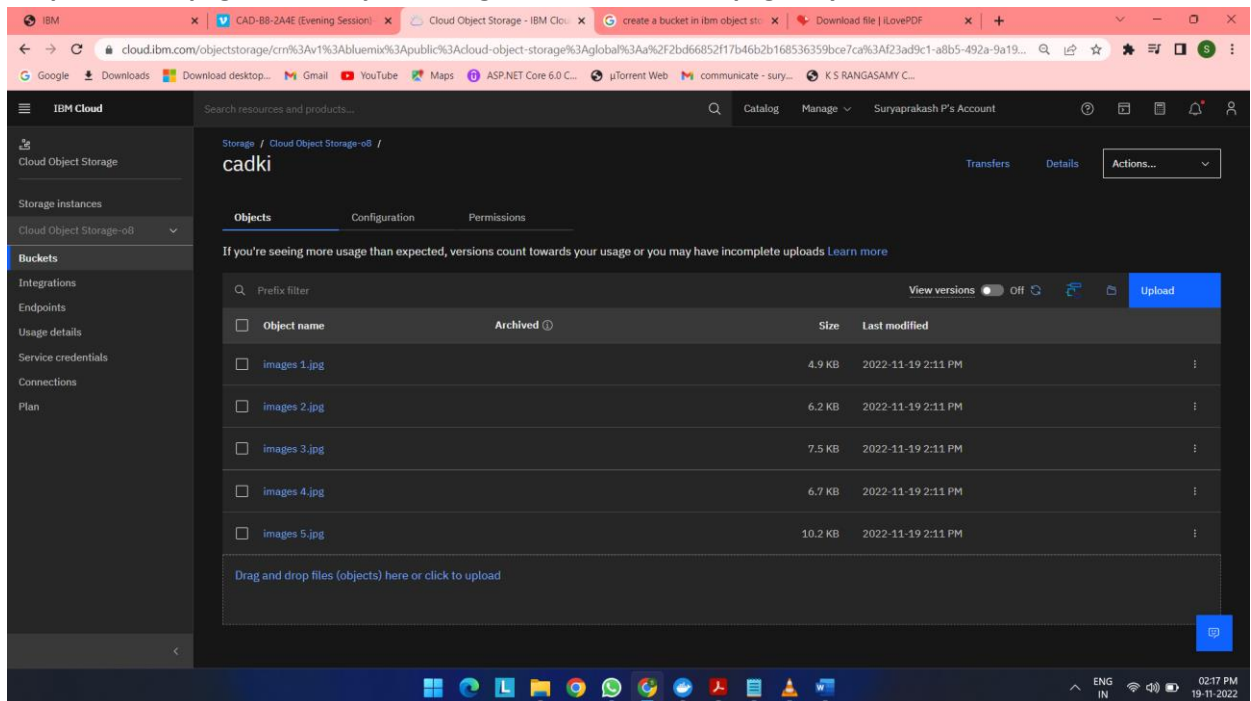 IBM
CAD-BB-2A4E (Evening Session)
Cloud Object Storage - IBM Clou
create a bucket in ibm object sto
Download file | iLovePDF
cloud.ibm.com/objectstorage/crn%3Av1%3Abluemix%3Apublic%3Acloud-object-storage%3Aglobal%3Aa%2F2bd66852f17b46b2b168536359bce7ca%3Af23ad9c1-a8b5-492a-9a19...
Google Downloads Download desktop... Gmail YouTube Maps ASP.NET Core 6.0 C... µTorrent Web communicate - sury... K S RANGASAMY C...
IBM Cloud Search resources and products... Catalog Manage Suryaprakash P's Account
Cloud Object Storage
Storage instances
Cloud Object Storage-o8
Buckets
Integrations
Endpoints
Usage details
Service credentials
Connections
Plan
Storage / Cloud Object Storage-o8 /
cadki
Transfers Details Actions...
Objects Configuration Permissions
If you're seeing more usage than expected, versions count towards your usage or you may have incomplete uploads Learn more
Prefix filter View versions Off Upload
Object name Archived Size Last modified
images 1.jpg 4.9 KB 2022-11-19 2:11 PM
images 2.jpg 6.2 KB 2022-11-19 2:11 PM
images 3.jpg 7.5 KB 2022-11-19 2:11 PM
images 4.jpg 6.7 KB 2022-11-19 2:11 PM
images 5.jpg 10.2 KB 2022-11-19 2:11 PM
Drag and drop files (objects) here or click to upload
ENG 02:17 PM
IN 19-11-2022